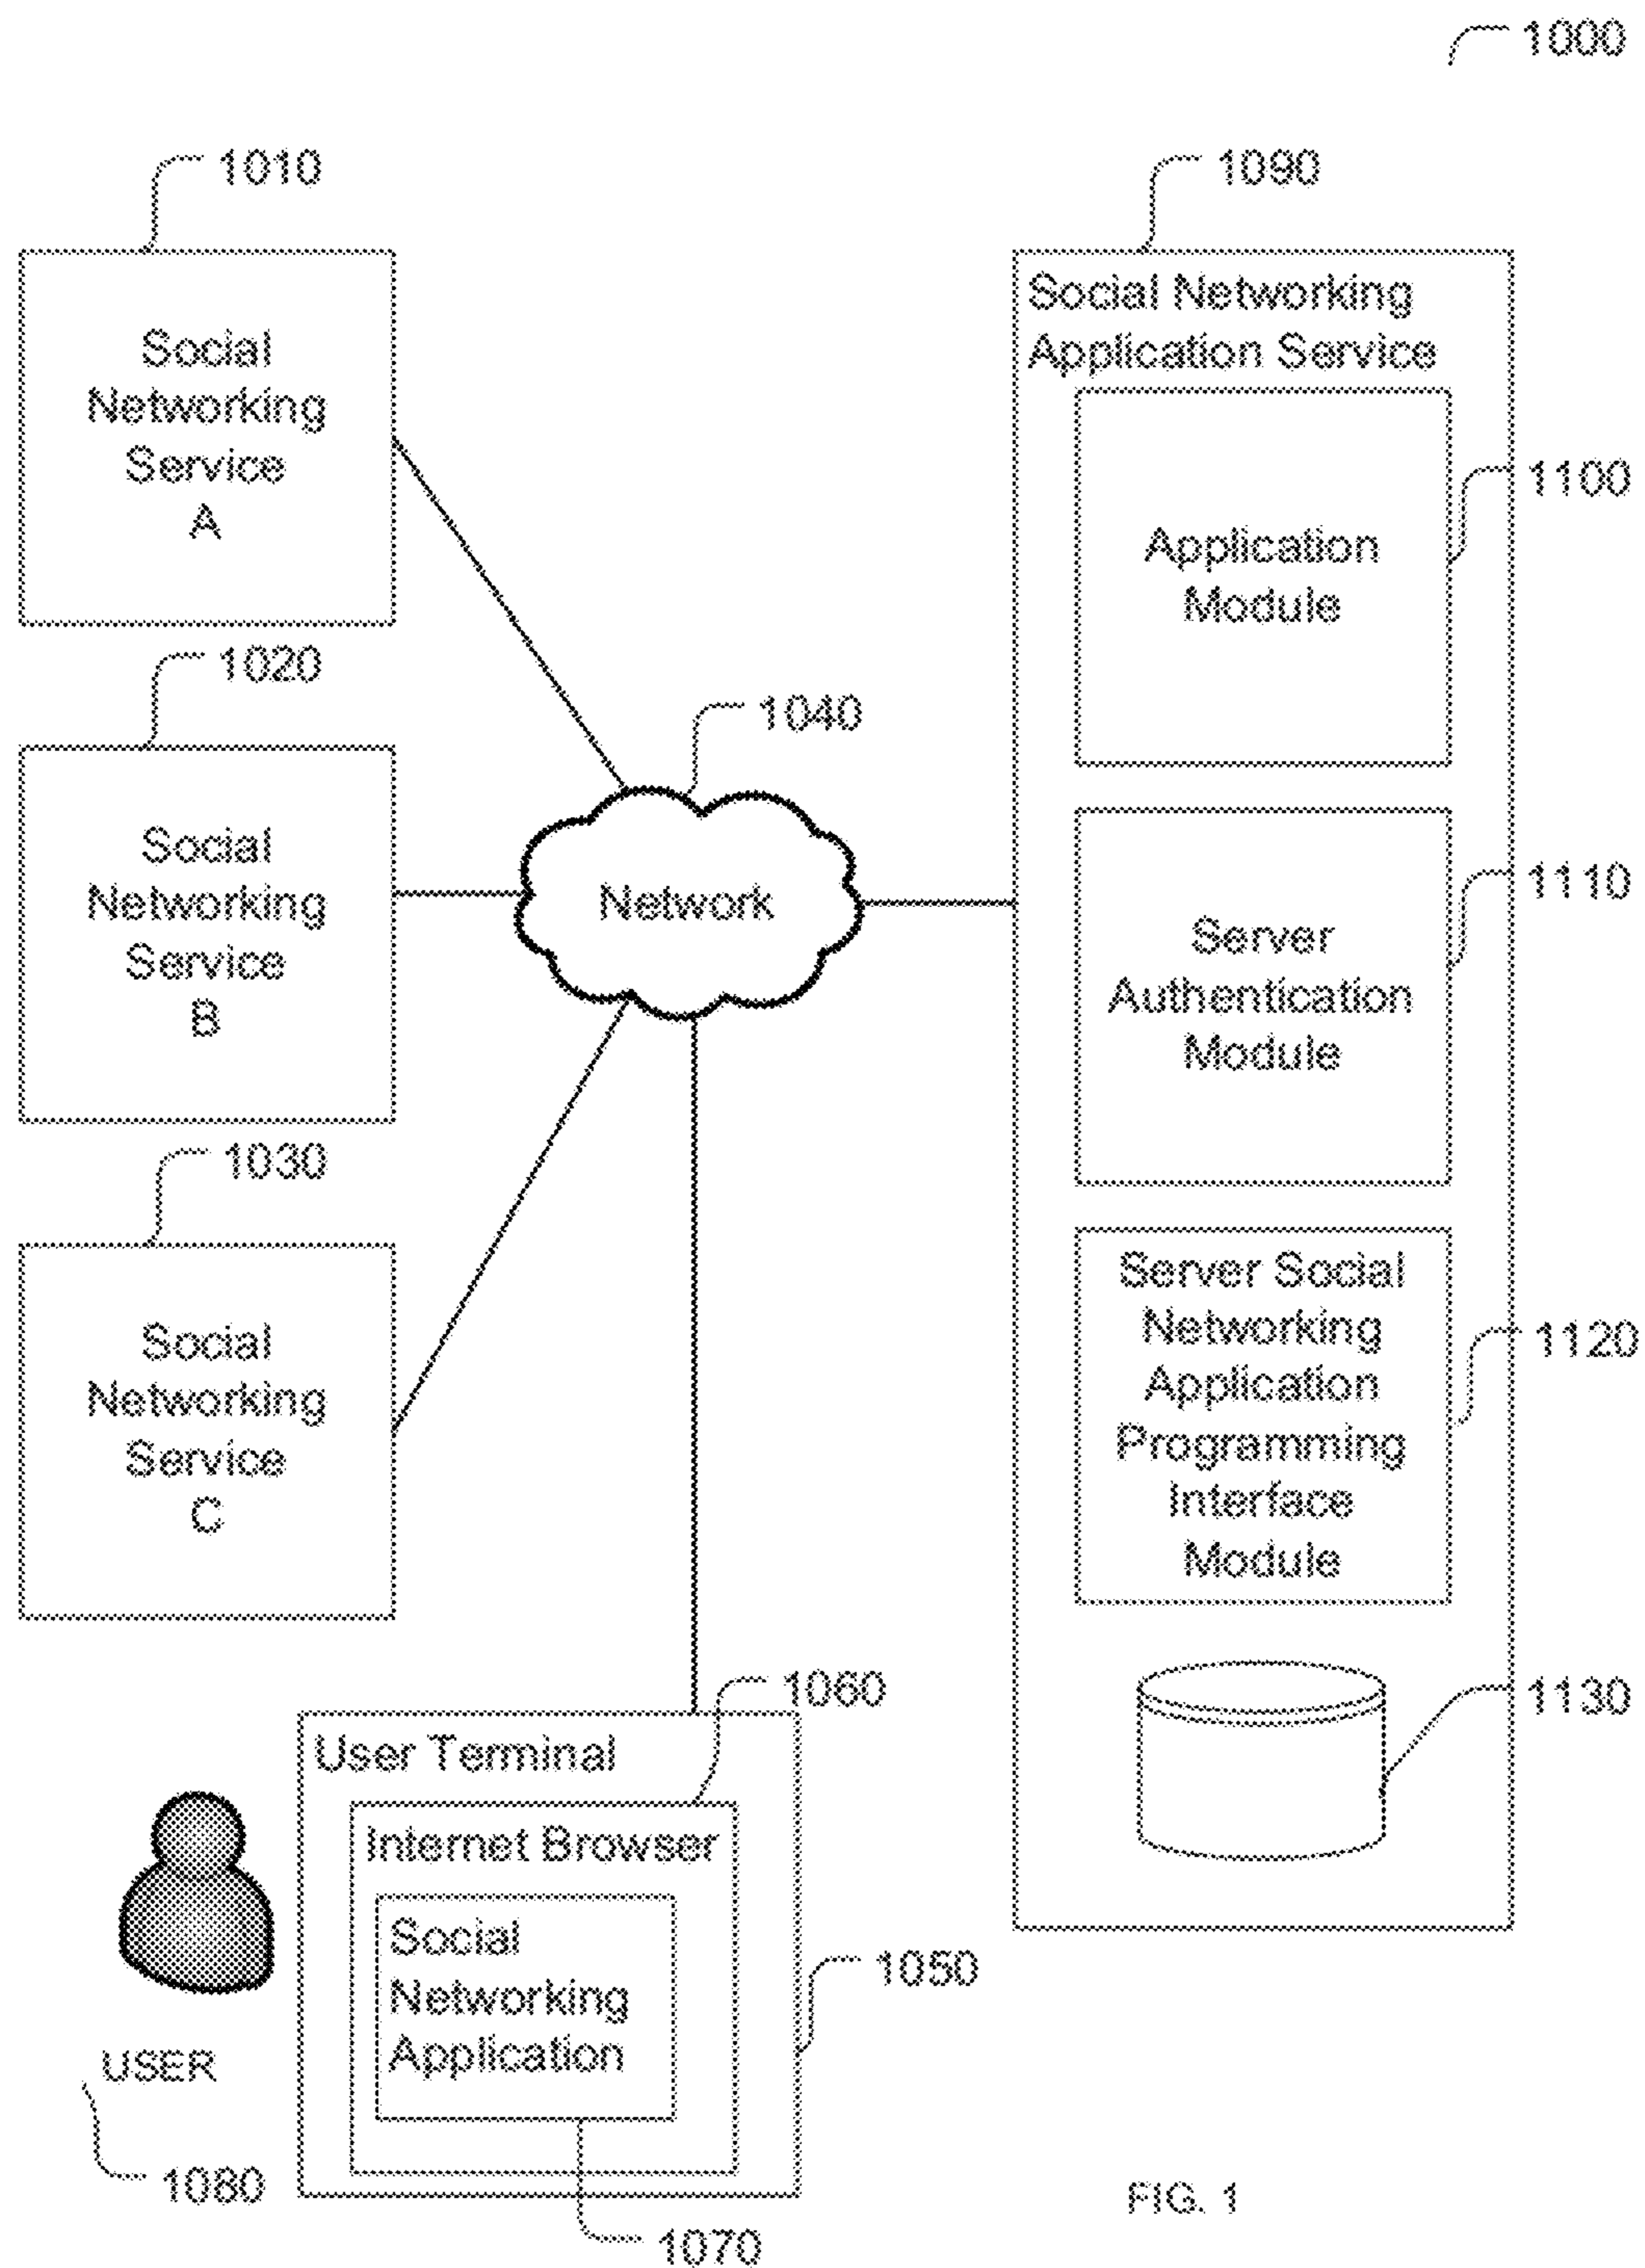 1000
1010
Social
Networking
Service
A
1020
Social
Networking
Service
B
1030
Social
Networking
Service
C
1040
Network
1090
Social Networking
Application Service
Application
Module
1100
Server
Authentication
Module
1110
Server Social
Networking
Application
Programming
Interface
Module
1120
1130
1060
User Terminal
Internet Browser
Social
Networking
Application
1050
USER
1080
1070
FIG. 1